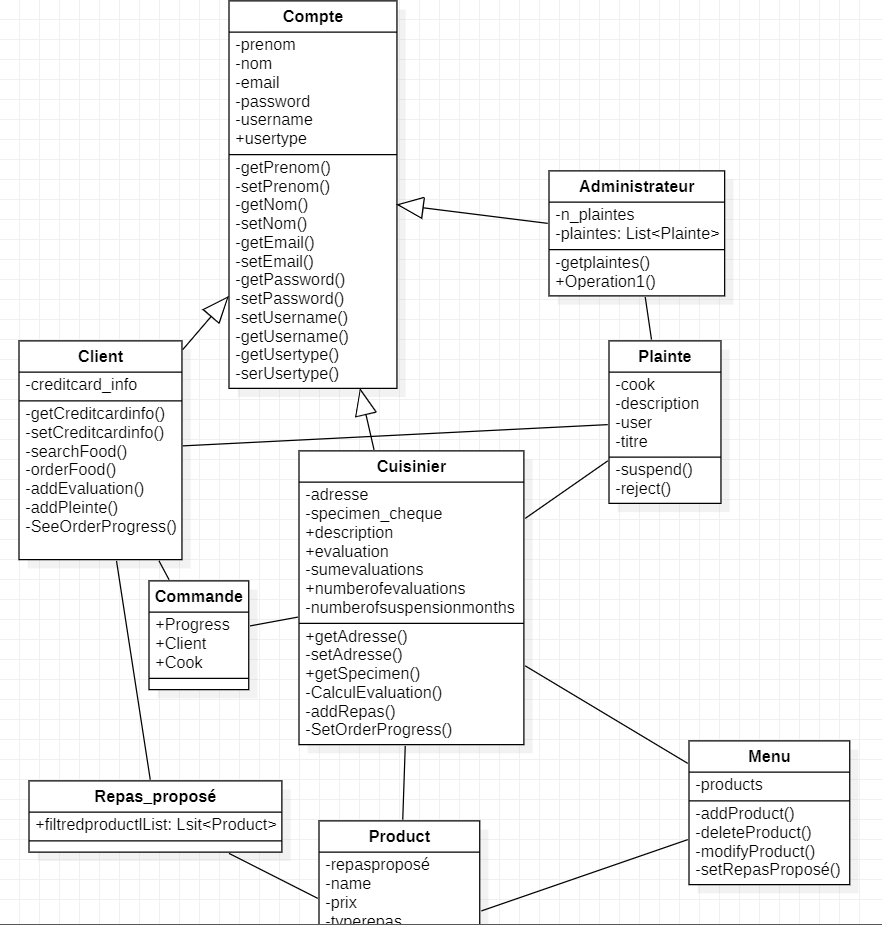 Compte
-prenom
-nom
-email
-password
-username
+usertype
-getPrenom()
-setPrenom()
-getNom()
-setNom()
-getEmail()
-setEmail()
-getPassword()
-setPassword()
-setUsername()
-getUsername()
-getUsertype()
-serUsertype()
Administrateur
-n_plaintes
-plaintes: List<Plainte>
-getplaintes()
+Operation1()
Client
-creditcard_info
-getCreditcardinfo()
-setCreditcardinfo()
-searchFood()
-orderFood()
-addEvaluation()
-addPleinte()
-SeeOrderProgress()
Plainte
-cook
-description
-user
-titre
-suspend()
-reject()
Cuisinier
-adresse
-specimen_cheque
+description
+evaluation
-sumevaluations
+numberofevaluations
-numberofsuspensionmonths
+getAdresse()
-setAdresse()
+getSpecimen()
-CalculEvaluation()
-addRepas()
-SetOrderProgress()
Commande
+Progress
+Client
+Cook
Menu
-products
-addProduct()
-deleteProduct()
-modifyProduct()
-setRepasProposé()
Repas_proposé
+filtredproductlList: Lsit<Product>
Product
-repasproposé
-name
-prix
-typerepas